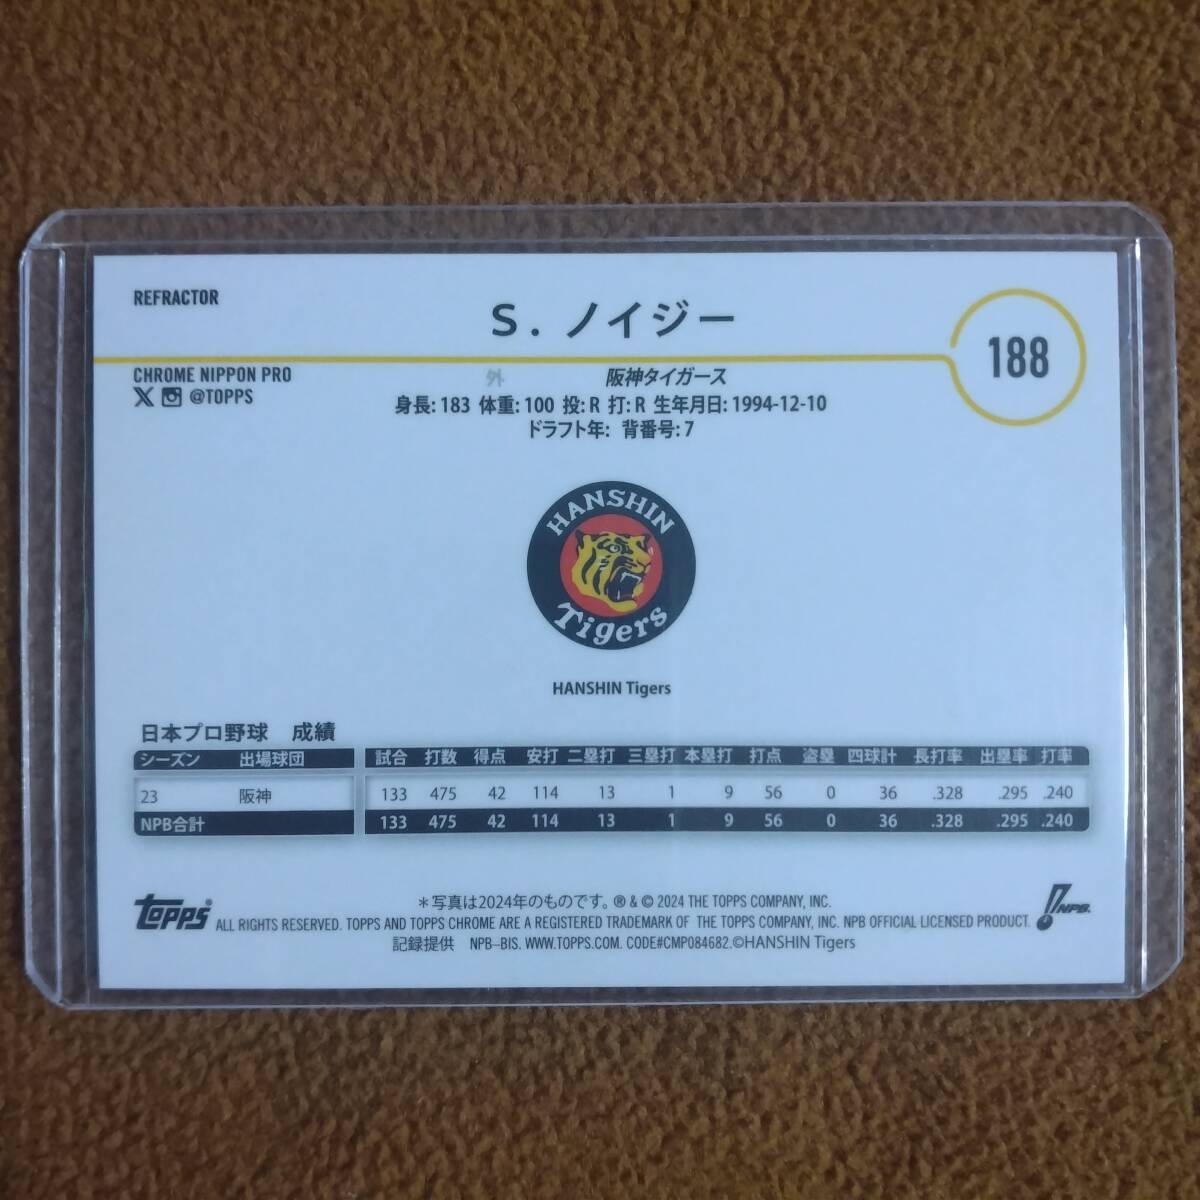 REFRACTOR
S. ノイジー
188
CHROME NIPPON PRO
外 阪神タイガース
@TOPPS
身長: 183 体重: 100 投: R 打: R 生年月日: 1994-12-10
ドラフト年: 背番号: 7
HANSHIN
Tigers
HANSHIN Tigers
日本プロ野球 成績
シーズン 出場球団 試合 打数 得点 安打 二塁打 三塁打 本塁打 打点 盗塁 四球計 長打率 出塁率 打率
23 阪神 133 475 42 114 13 1 9 56 0 36 .328 .295 .240
NPB合計 133 475 42 114 13 1 9 56 0 36 .328 .295 .240
TOPPS®
＊写真は2024年のものです。® & © 2024 THE TOPPS COMPANY, INC.
ALL RIGHTS RESERVED. TOPPS AND TOPPS CHROME ARE A REGISTERED TRADEMARK OF THE TOPPS COMPANY, INC. NPB OFFICIAL LICENSED PRODUCT.
NPB.
記録提供 NPB-BIS. WWW.TOPPS.COM. CODE#CMP084682.©HANSHIN Tigers